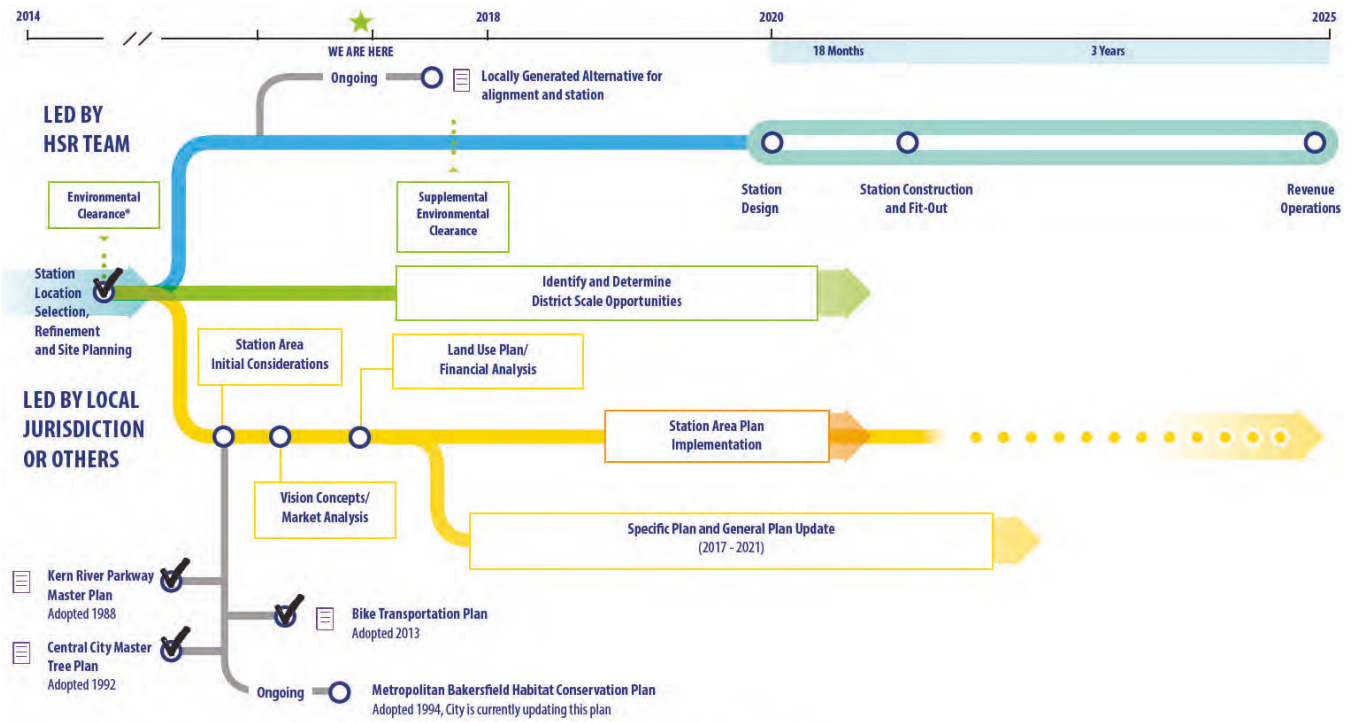 2014
2018
2020
2025
WE ARE HERE
18 Months
3 Years
Ongoing
Locally Generated Alternative for
alignment and station
LED BY
HSR TEAM
Environmental
Clearance*
Supplemental
Environmental
Clearance
Station
Design
Station Construction
and Fit-Out
Revenue
Operations
Station
Location
Selection,
Refinement
and Site Planning
Identify and Determine
District Scale Opportunities
Station Area
Initial Considerations
Land Use Plan/
Financial Analysis
LED BY LOCAL
JURISDICTION
OR OTHERS
Station Area Plan
Implementation
Vision Concepts/
Market Analysis
Specific Plan and General Plan Update
(2017 - 2021)
Kern River Parkway
Master Plan
Adopted 1988
Bike Transportation Plan
Adopted 2013
Central City Master
Tree Plan
Adopted 1992
Ongoing
Metropolitan Bakersfield Habitat Conservation Plan
Adopted 1994, City is currently updating this plan